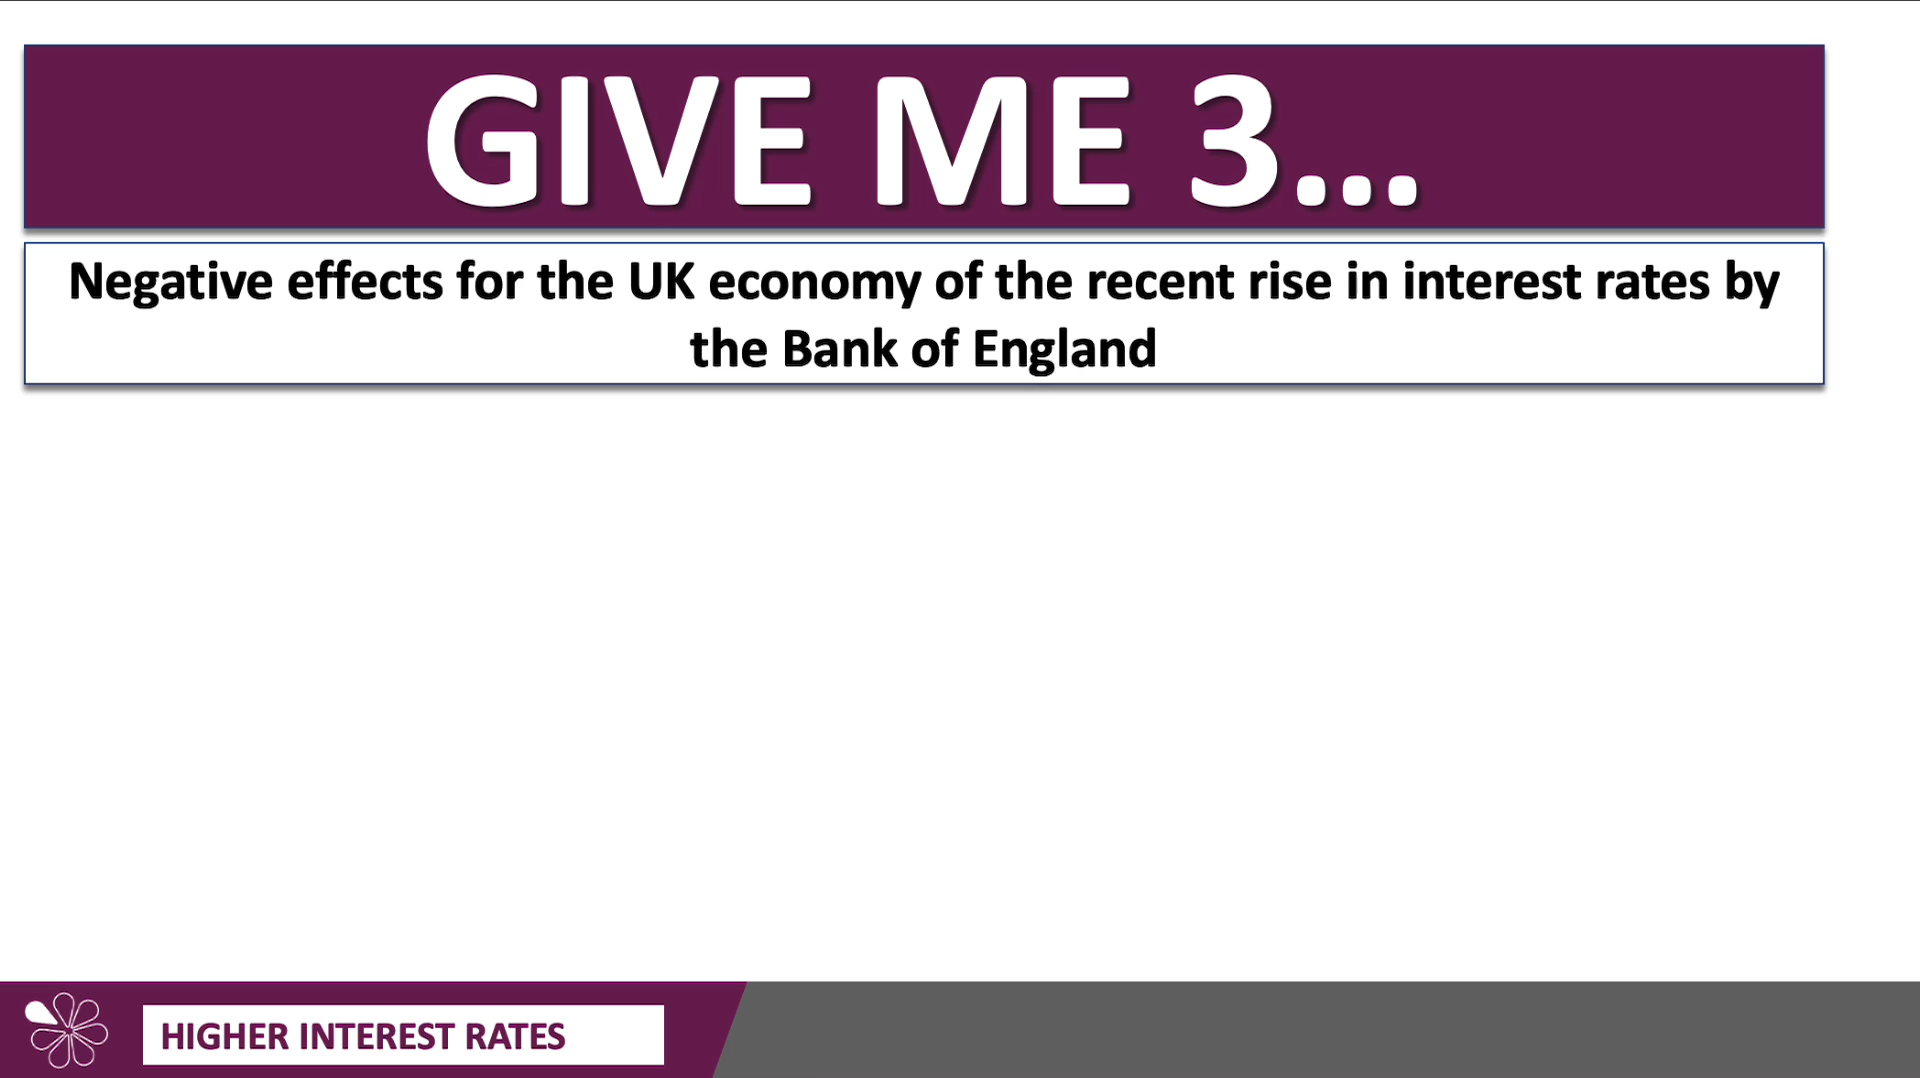 GIVE ME 3...
Negative effects for the UK economy of the recent rise in interest rates by
the Bank of England
HIGHER INTEREST RATES